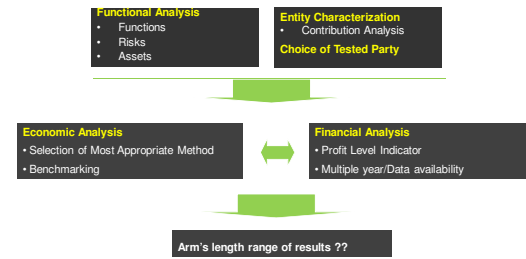 Functional Analysis
• Functions
• Risks
• Assets
Entity Characterization
• Contribution Analysis
Choice of Tested Party
Economic Analysis
• Selection of Most Appropriate Method
• Benchmarking
Financial Analysis
• Profit Level Indicator
• Multiple year/Data availability
Arm's length range of results ??